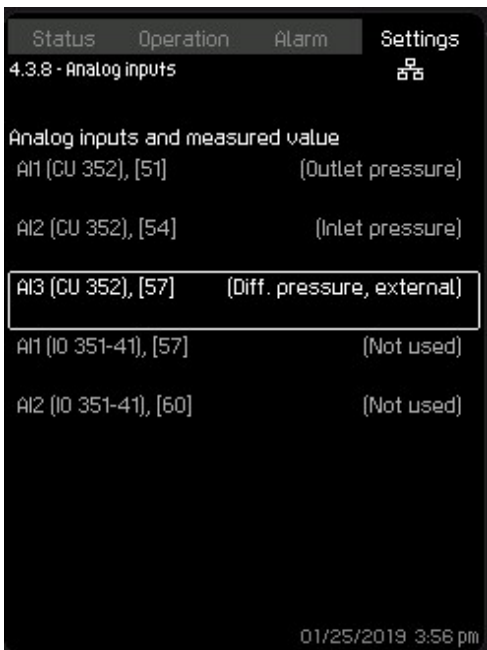 Status Operation Alarm Settings
4.3.8 - Analog inputs
Analog inputs and measured value
AI1 (CU 352), [51] (Outlet pressure)
AI2 (CU 352), [54] (Inlet pressure)
AI3 (CU 352), [57] (Diff. pressure, external)
AI1 (IO 351-41), [57] (Not used)
AI2 (IO 351-41), [60] (Not used)
01/25/2019 3:56 pm